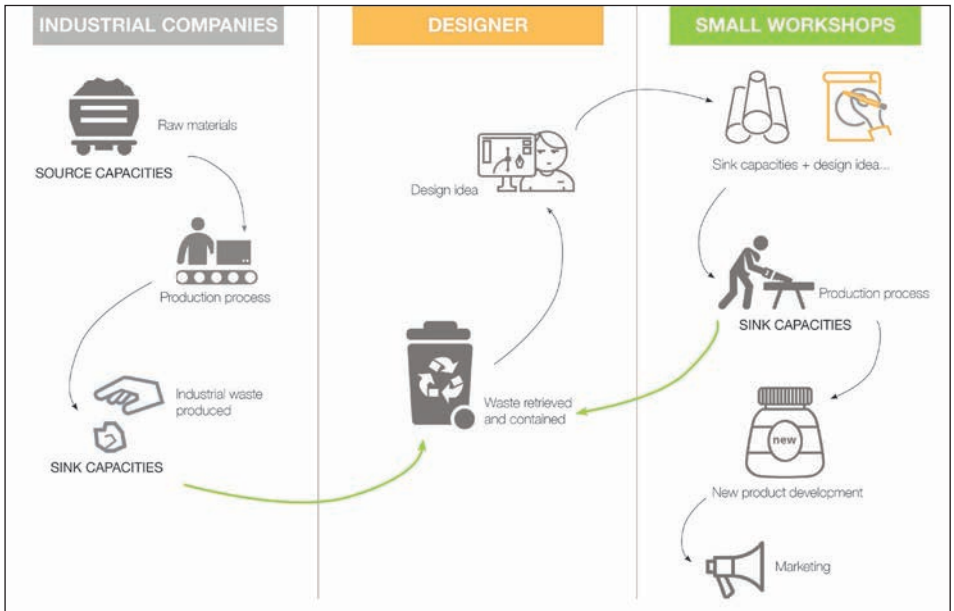 INDUSTRIAL COMPANIES
Raw materials
SOURCE CAPACITIES
Production process
Industrial waste
produced
SINK CAPACITIES
DESIGNER
Design idea
Waste retrieved
and contained
SMALL WORKSHOPS
Sink capacities + design idea...
Production process
SINK CAPACITIES
new
New product development
Marketing